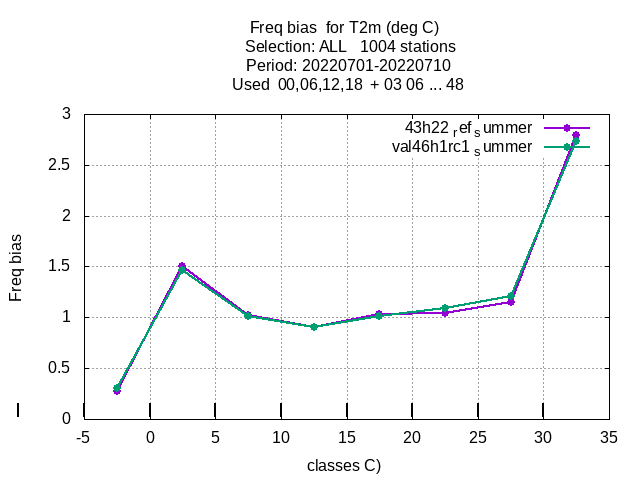 Freq bias  for T2m (deg C)
Selection: ALL   1004 stations
Period: 20220701-20220710
Used  00,06,12,18  + 03 06 ... 48
3
2.5
2
1.5
1
0.5
0
43h22 ref summer
val46h1rc1 summer
Freq bias
-5 0 5 10 15 20 25 30 35
classes C)